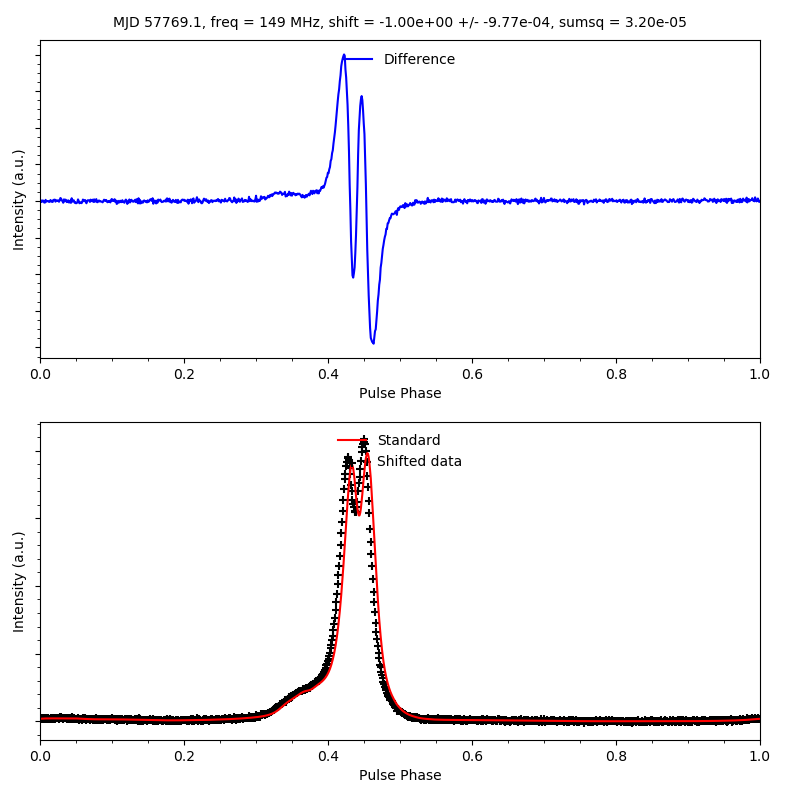 MJD 57769.1, freq = 149 MHz, shift = -1.00e+00 +/- -9.77e-04, sumsq = 3.20e-05
Difference
Intensity (a.u.)
0.0 0.2 0.4 0.6 0.8 1.0
Pulse Phase
Standard
Shifted data
Intensity (a.u.)
0.0 0.2 0.4 0.6 0.8 1.0
Pulse Phase